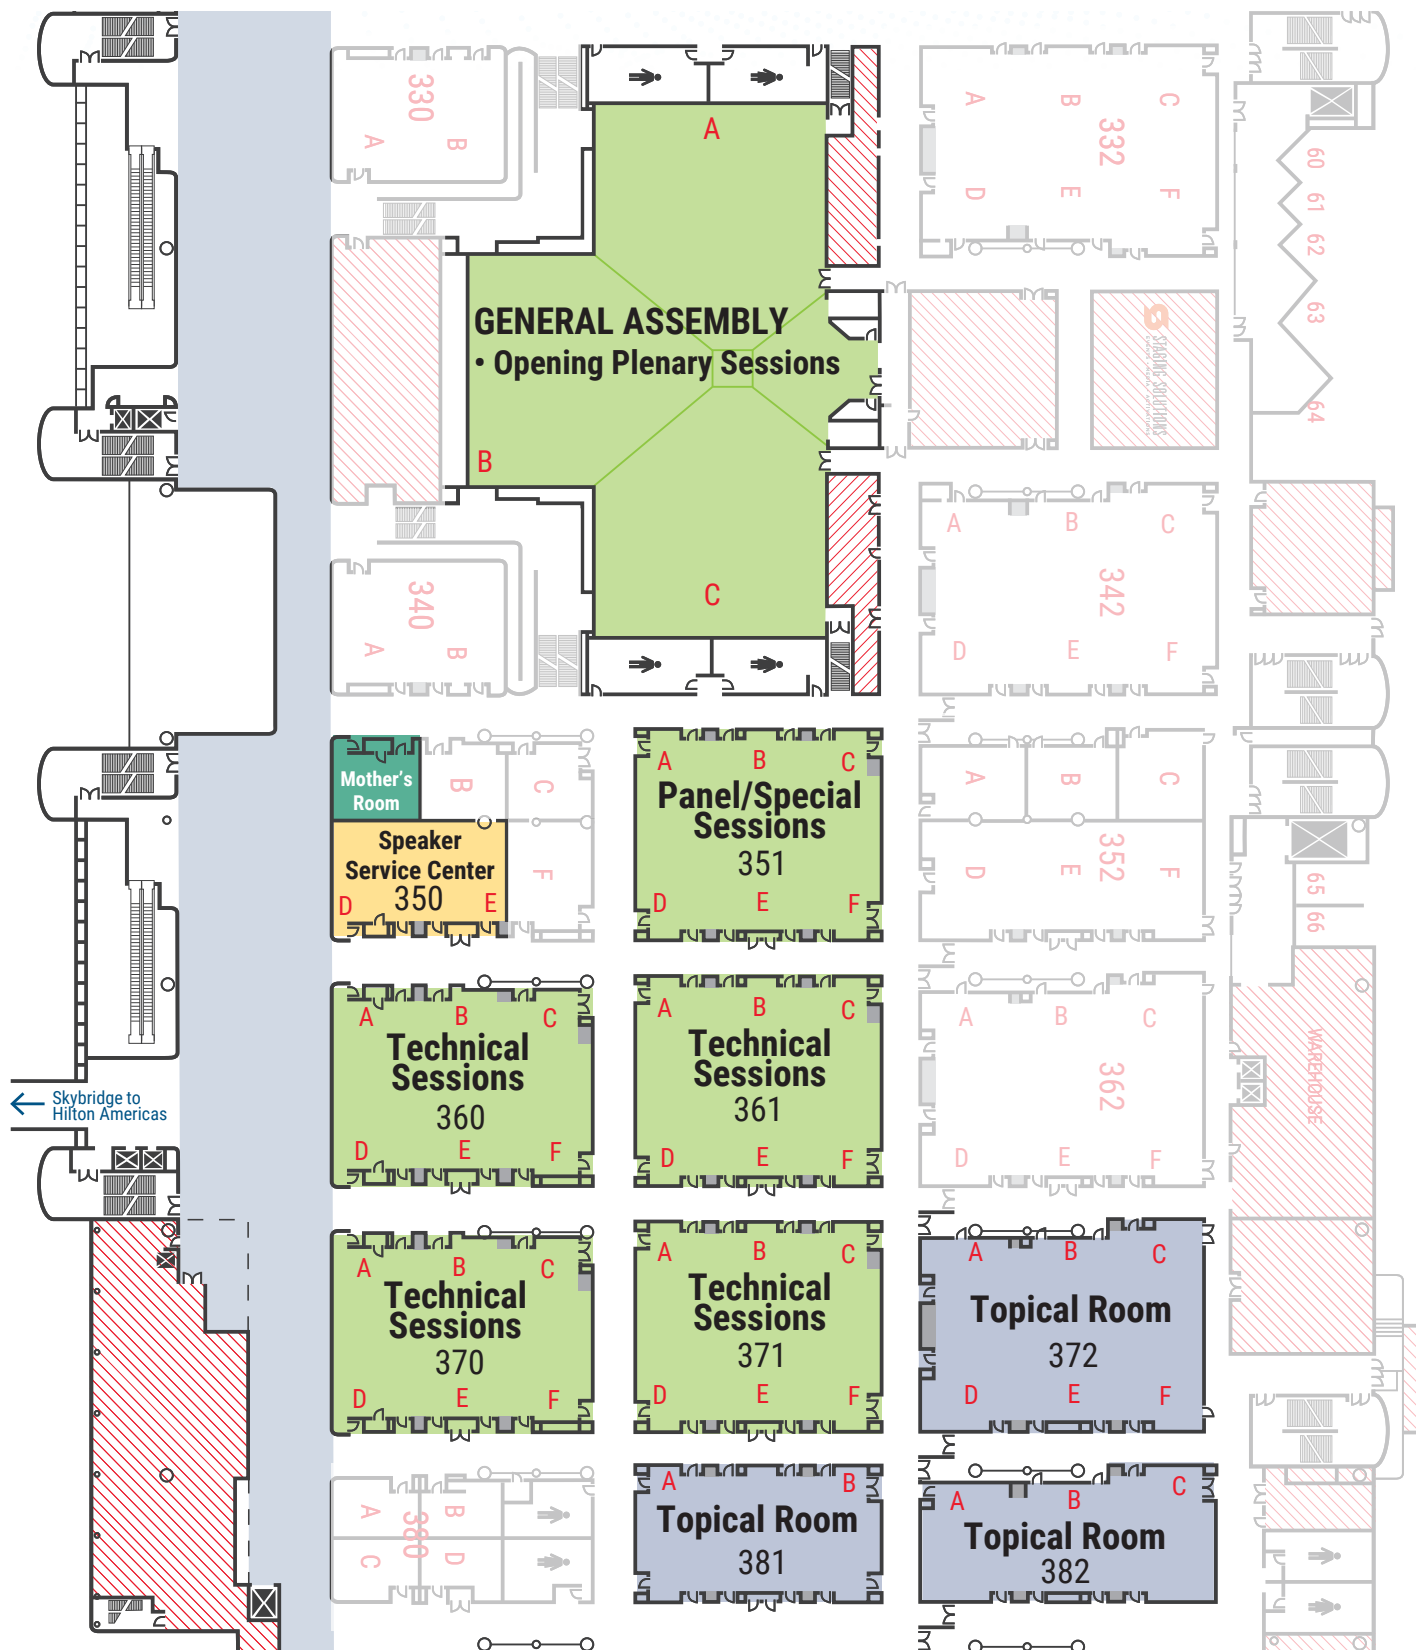 330
A
B
A
A
B
C
332
D
E
F
60
61
62
63
64
GENERAL ASSEMBLY
• Opening Plenary Sessions
B
C
STAGING SOLUTIONS
340
A
B
A
B
C
342
D
E
F
Mother's
Room
B
C
Speaker
Service Center
350
D
E
F
A
B
C
Panel/Special
Sessions
351
D
E
F
A
B
C
352
D
E
F
65
66
A
B
C
Technical
Sessions
360
D
E
F
A
B
C
Technical
Sessions
361
D
E
F
A
B
C
362
D
E
F
WAREHOUSE
Skybridge to
Hilton Americas
A
B
C
Technical
Sessions
370
D
E
F
A
B
C
Technical
Sessions
371
D
E
F
A
B
C
Topical Room
372
D
E
F
A
B
380
C
D
A
B
Topical Room
381
A
B
C
Topical Room
382